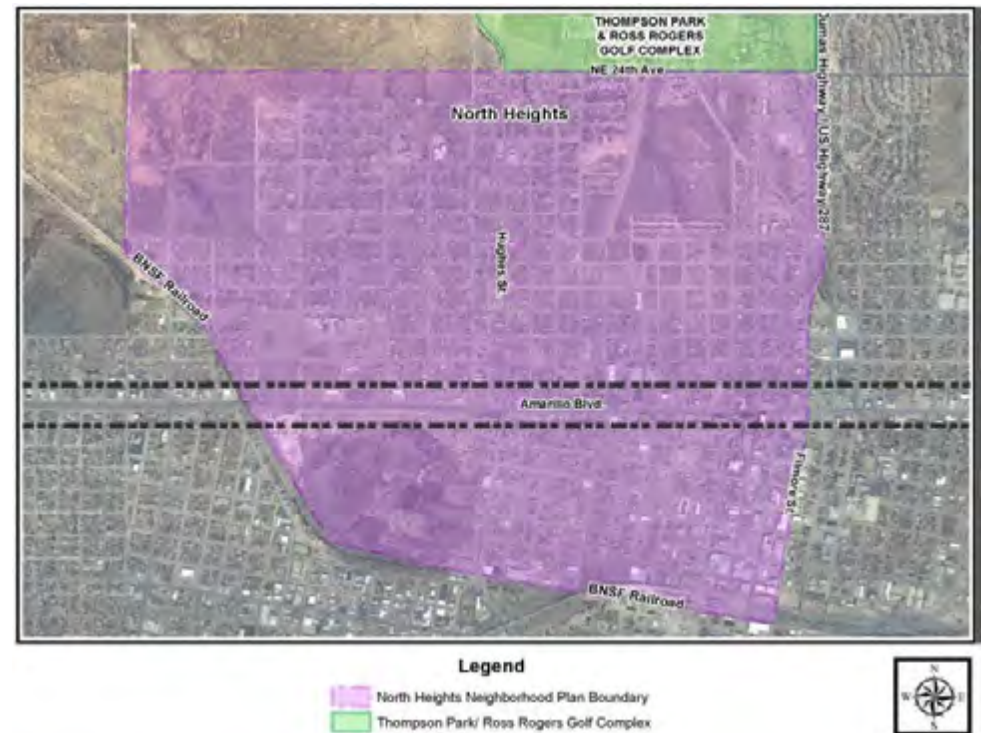 THOMPSON PARK
& ROSS ROGERS
GOLF COMPLEX
NE 24th Ave
Dumas Highway / US Highway 287
North Heights
Hughes St.
BNSF Railroad
Amarillo Blvd
Fillmore St.
BNSF Railroad
Legend
North Heights Neighborhood Plan Boundary
Thompson Park/ Ross Rogers Golf Complex
N
W
E
S